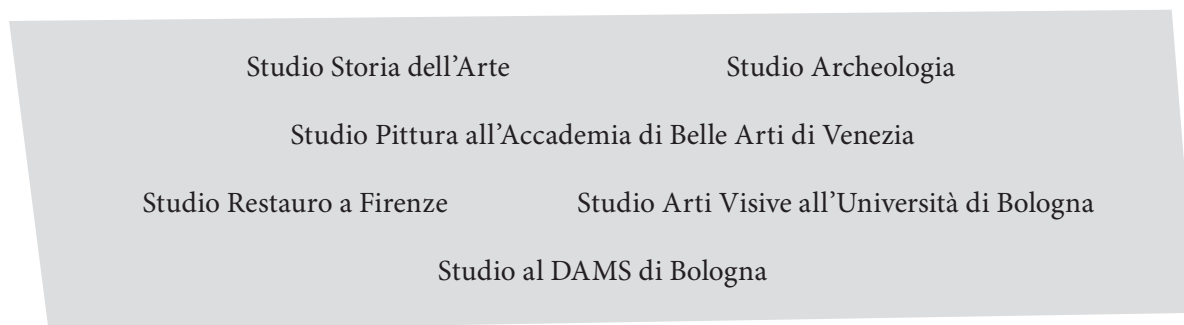 Studio Storia dell’Arte Studio Archeologia
Studio Pittura all’Accademia di Belle Arti di Venezia
Studio Restauro a Firenze Studio Arti Visive all’Università di Bologna
Studio al DAMS di Bologna